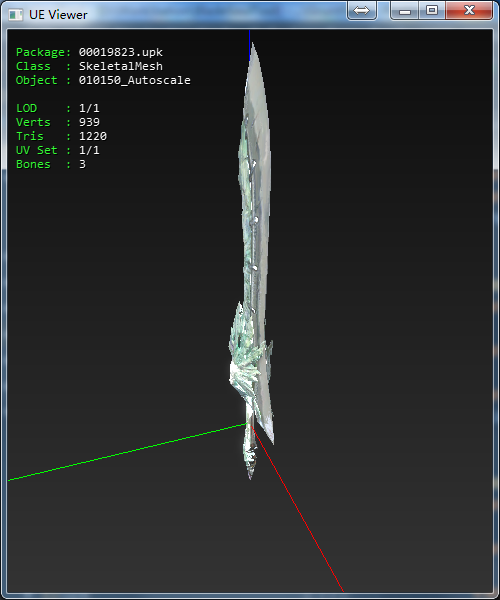 UE Viewer
Package: 00019823.upk
Class : SkeletalMesh
Object : 010150_Autoscale
LOD : 1/1
Verts : 939
Tris : 1220
UV Set : 1/1
Bones : 3